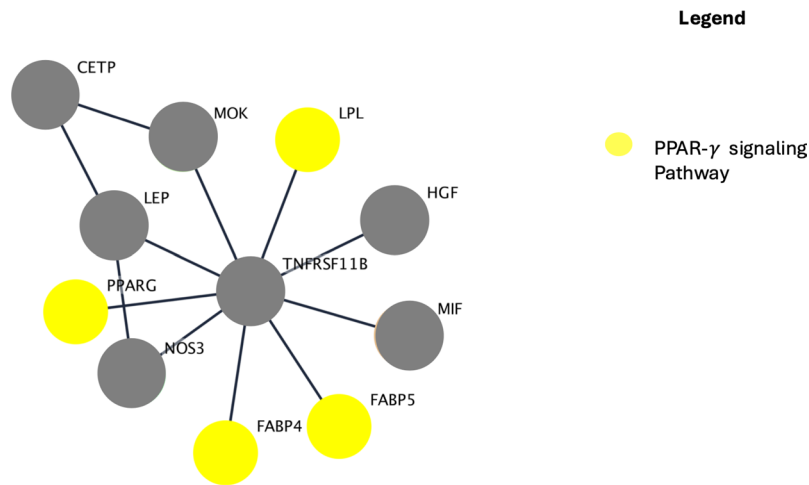 Legend
CETP
MOK
LPL
PPAR-γ signaling
Pathway
LEP
HGF
TNFRSF11B
PPARG
MIF
NOS3
FABP5
FABP4